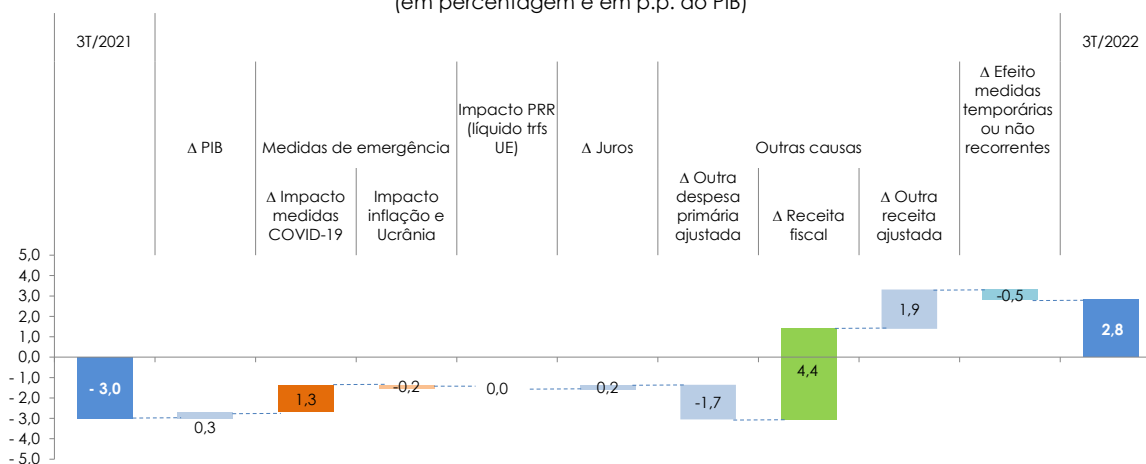 (em percentagem e em p.p. do PIB)
3T/2021
3T/2022
Δ PIB
Medidas de emergência
Impacto PRR
(líquido trfs
UE)
Δ Juros
Outras causas
Δ Efeito
medidas
temporárias
ou não
recorrentes
Δ Impacto
medidas
COVID-19
Impacto
inflação e
Ucrânia
Δ Outra
despesa
primária
ajustada
Δ Receita
fiscal
Δ Outra
receita
ajustada
5,0
4,0
3,0
2,0
1,0
0,0
- 1,0
- 2,0
- 3,0
- 4,0
- 5,0
- 3,0
0,3
1,3
-0,2
0,0
0,2
-1,7
4,4
1,9
-0,5
2,8